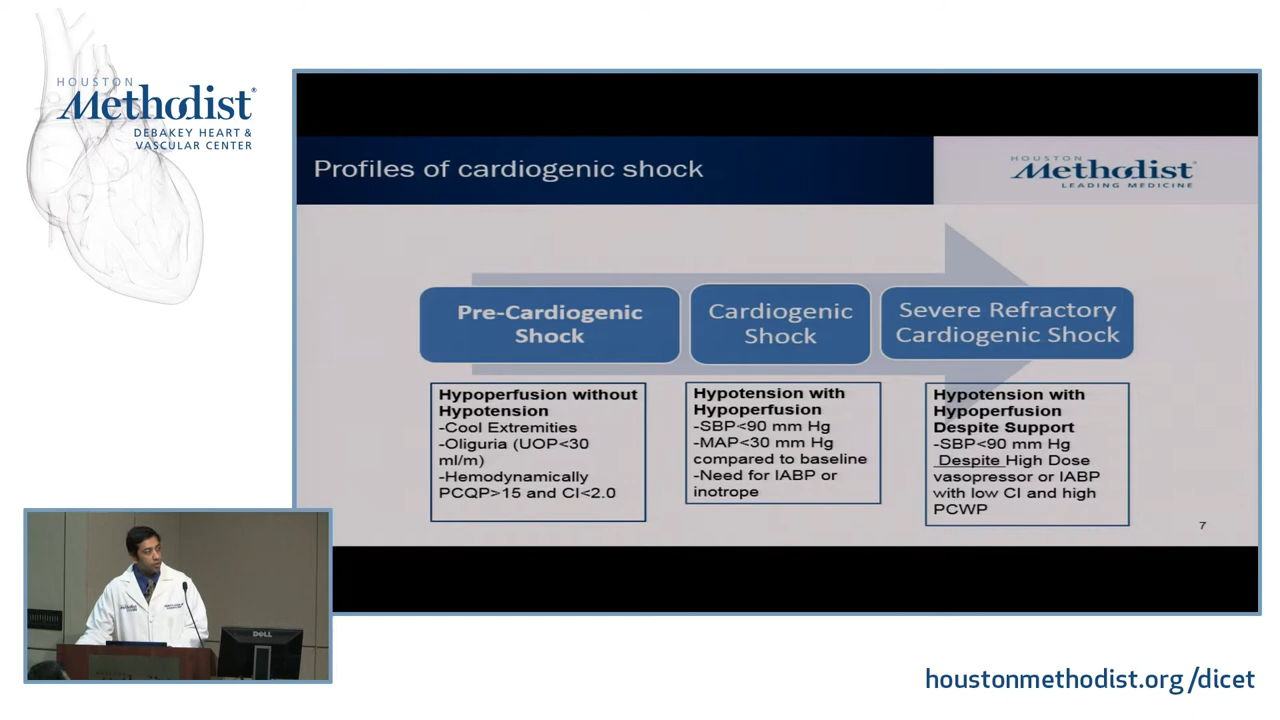 HOUSTON
Methodist®
DEBAKEY HEART &
VASCULAR CENTER
Profiles of cardiogenic shock
HOUSTON
Methodist®
LEADING MEDICINE
Pre-Cardiogenic
Shock
Cardiogenic
Shock
Severe Refractory
Cardiogenic Shock
Hypoperfusion without
Hypotension
-Cool Extremities
-Oliguria (UOP<30
ml/m)
-Hemodynamically
PCQP>15 and CI<2.0
Hypotension with
Hypoperfusion
-SBP<90 mm Hg
-MAP<30 mm Hg
compared to baseline
-Need for IABP or
inotrope
Hypotension with
Hypoperfusion
Despite Support
-SBP<90 mm Hg
Despite High Dose
vasopressor or IABP
with low CI and high
PCWP
7
DELL
houstonmethodist.org/dicet